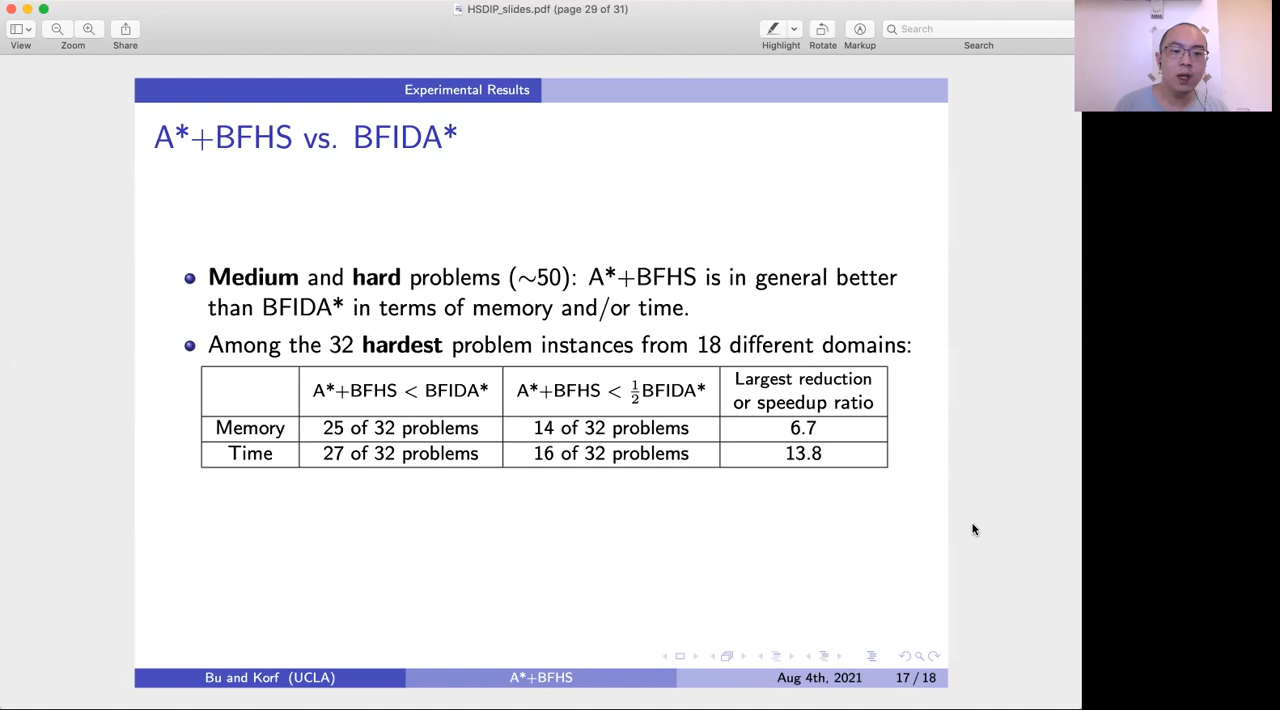 HSDIP_slides.pdf (page 29 of 31)
View
Zoom
Share
Highlight
Rotate
Markup
Search
Search
Experimental Results
A*+BFHS vs. BFIDA*
Medium and hard problems (∼50): A*+BFHS is in general better
than BFIDA* in terms of memory and/or time.
Among the 32 hardest problem instances from 18 different domains:
A*+BFHS < BFIDA*
A*+BFHS < 1/2 BFIDA*
Largest reduction
or speedup ratio
Memory 25 of 32 problems 14 of 32 problems 6.7
Time 27 of 32 problems 16 of 32 problems 13.8
Bu and Korf (UCLA) A*+BFHS Aug 4th, 2021 17 / 18